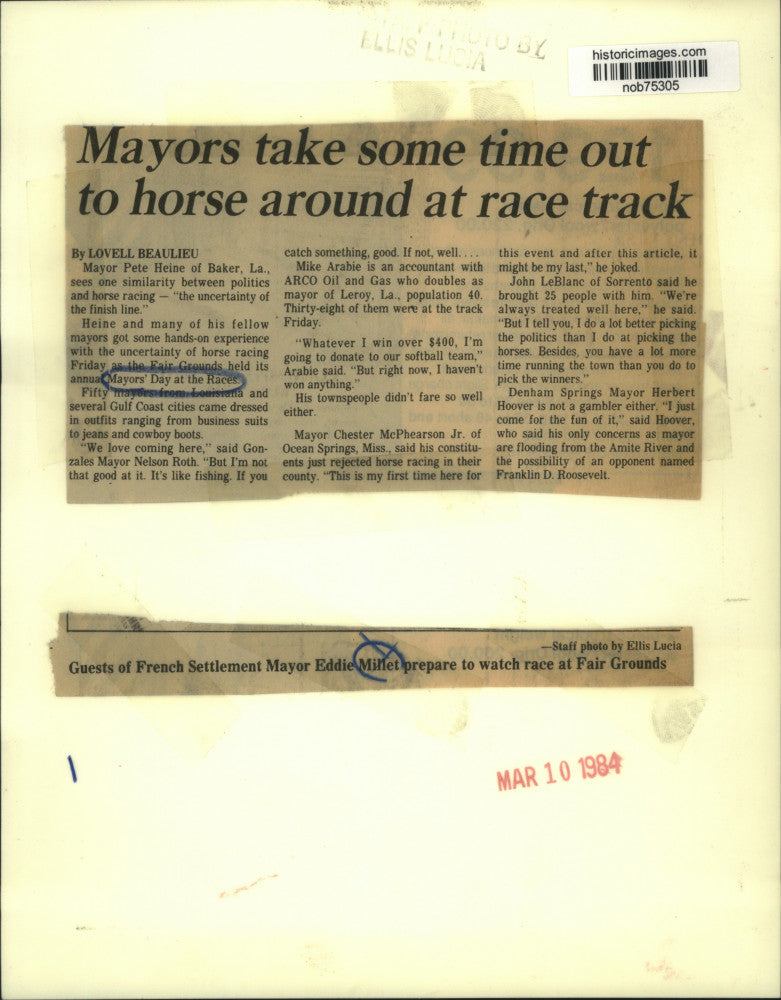 STAFF PHOTO BY
ELLIS LUCIA
historicimages.com
nob75305
Mayors take some time out
to horse around at race track
By LOVELL BEAULIEU
Mayor Pete Heine of Baker, La.,
sees one similarity between politics
and horse racing — “the uncertainty of
the finish line.”
Heine and many of his fellow
mayors got some hands-on experience
with the uncertainty of horse racing
Friday as the Fair Grounds held its
annual Mayors’ Day at the Races.
Fifty mayors from Louisiana and
several Gulf Coast cities came dressed
in outfits ranging from business suits
to jeans and cowboy boots.
“We love coming here,” said Gon-
zales Mayor Nelson Roth. “But I’m not
that good at it. It’s like fishing. If you
catch something, good. If not, well. . . .
Mike Arabie is an accountant with
ARCO Oil and Gas who doubles as
mayor of Leroy, La., population 40.
Thirty-eight of them were at the track
Friday.
“Whatever I win over $400, I’m
going to donate to our softball team,”
Arabie said. “But right now, I haven’t
won anything.”
His townspeople didn’t fare so well
either.
Mayor Chester McPhearson Jr. of
Ocean Springs, Miss., said his constitu-
ents just rejected horse racing in their
county. “This is my first time here for
this event and after this article, it
might be my last,” he joked.
John LeBlanc of Sorrento said he
brought 25 people with him. “We’re
always treated well here,” he said.
“But I tell you, I do a lot better picking
the politics than I do at picking the
horses. Besides, you have a lot more
time running the town than you do to
pick the winners.”
Denham Springs Mayor Herbert
Hoover is not a gambler either. “I just
come for the fun of it,” said Hoover,
who said his only concerns as mayor
are flooding from the Amite River and
the possibility of an opponent named
Franklin D. Roosevelt.
—Staff photo by Ellis Lucia
Guests of French Settlement Mayor Eddie Millet prepare to watch race at Fair Grounds
MAR 10 1984